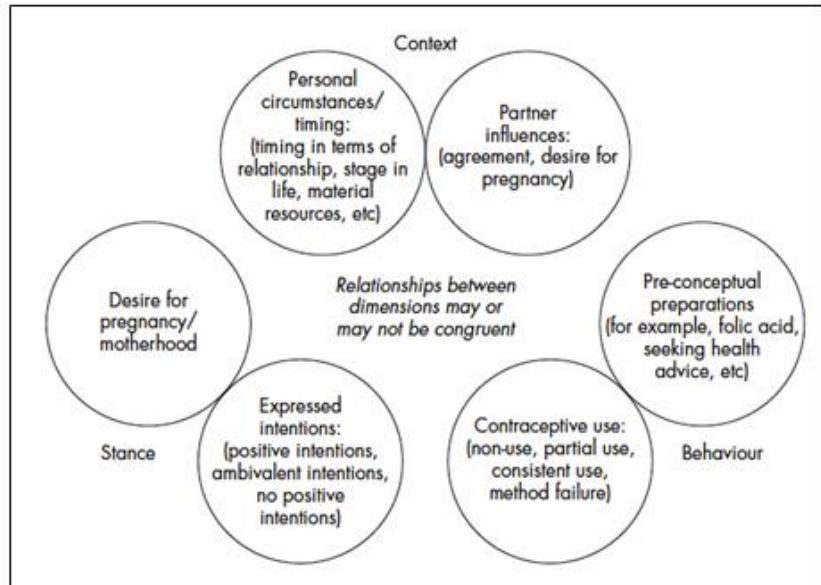 Context
Personal
circumstances/
timing:
(timing in terms of
relationship, stage in
life, material
resources, etc)
Partner
influences:
(agreement, desire for
pregnancy)
Desire for
pregnancy/
motherhood
Relationships between
dimensions may or
may not be congruent
Pre-conceptual
preparations
(for example, folic acid,
seeking health
advice, etc)
Stance
Expressed
intentions:
(positive intentions,
ambivalent intentions,
no positive
intentions)
Contraceptive use:
(non-use, partial use,
consistent use,
method failure)
Behaviour